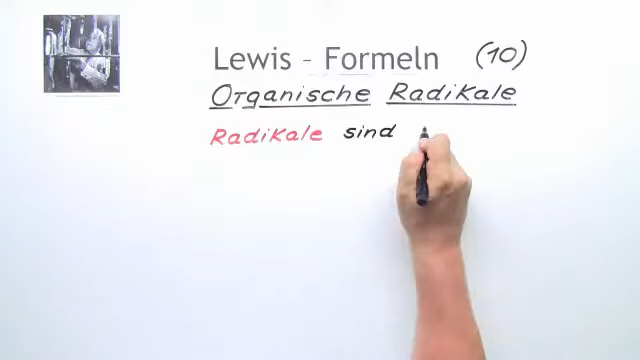 Lewis - Formeln (10)
Organische Radikale
Radikale sind